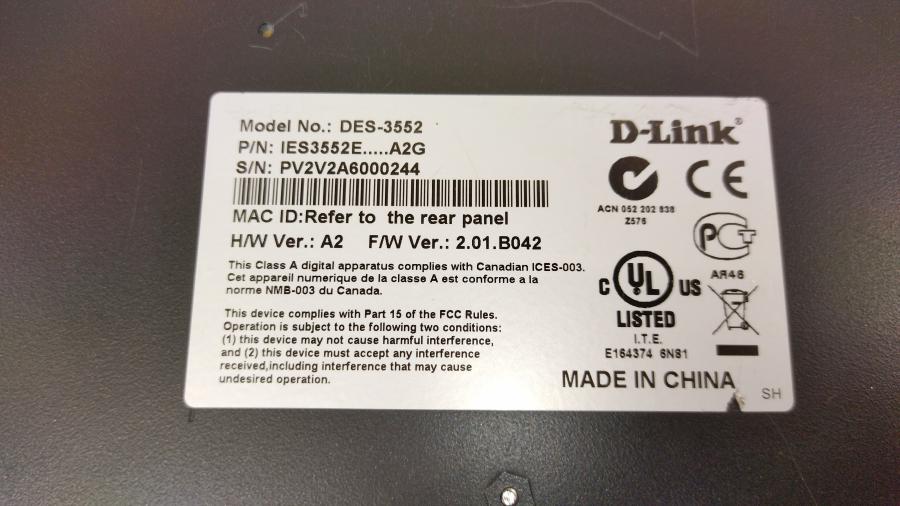 Model No.: DES-3552
P/N: IES3552E.....A2G
S/N: PV2V2A6000244
MAC ID:Refer to the rear panel
H/W Ver.: A2 F/W Ver.: 2.01.B042
This Class A digital apparatus complies with Canadian ICES-003.
Cet appareil numerique de la classe A est conforme a la
norme NMB-003 du Canada.
This device complies with Part 15 of the FCC Rules.
Operation is subject to the following two conditions:
(1) this device may not cause harmful interference,
and (2) this device must accept any interference
received,including interference that may cause
undesired operation.
D-Link®
CE
ACN 052 202 838
Z576
PCT
AR46
C UL US
LISTED
I.T.E.
E164374 6N81
MADE IN CHINA
SH